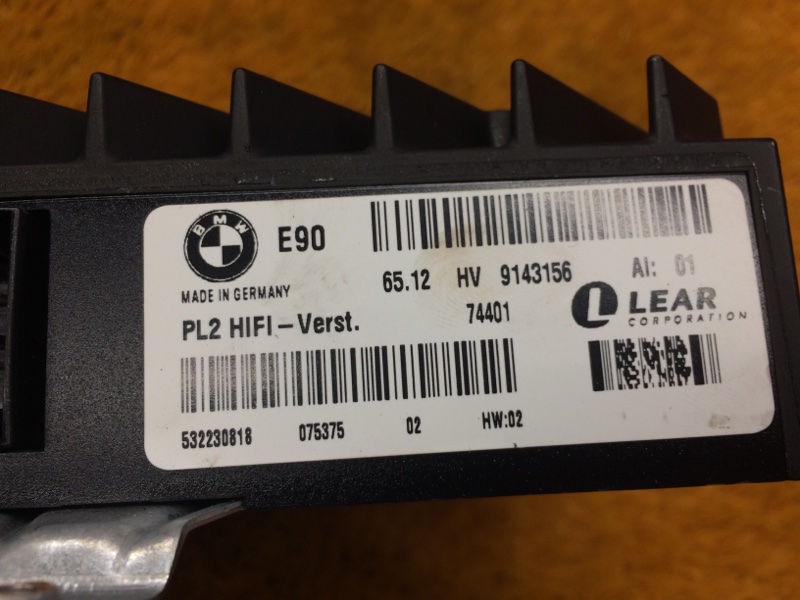 BMW
E90
65.12 HV 9143156 AI: 01
MADE IN GERMANY
PL2 HIFI-Verst. 74401
LEAR
CORPORATION
532230818 075375 02 HW:02